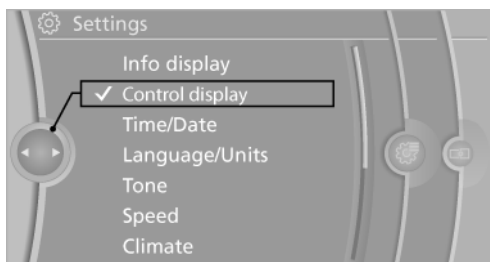 Settings
Info display
Control display
Time/Date
Language/Units
Tone
Speed
Climate